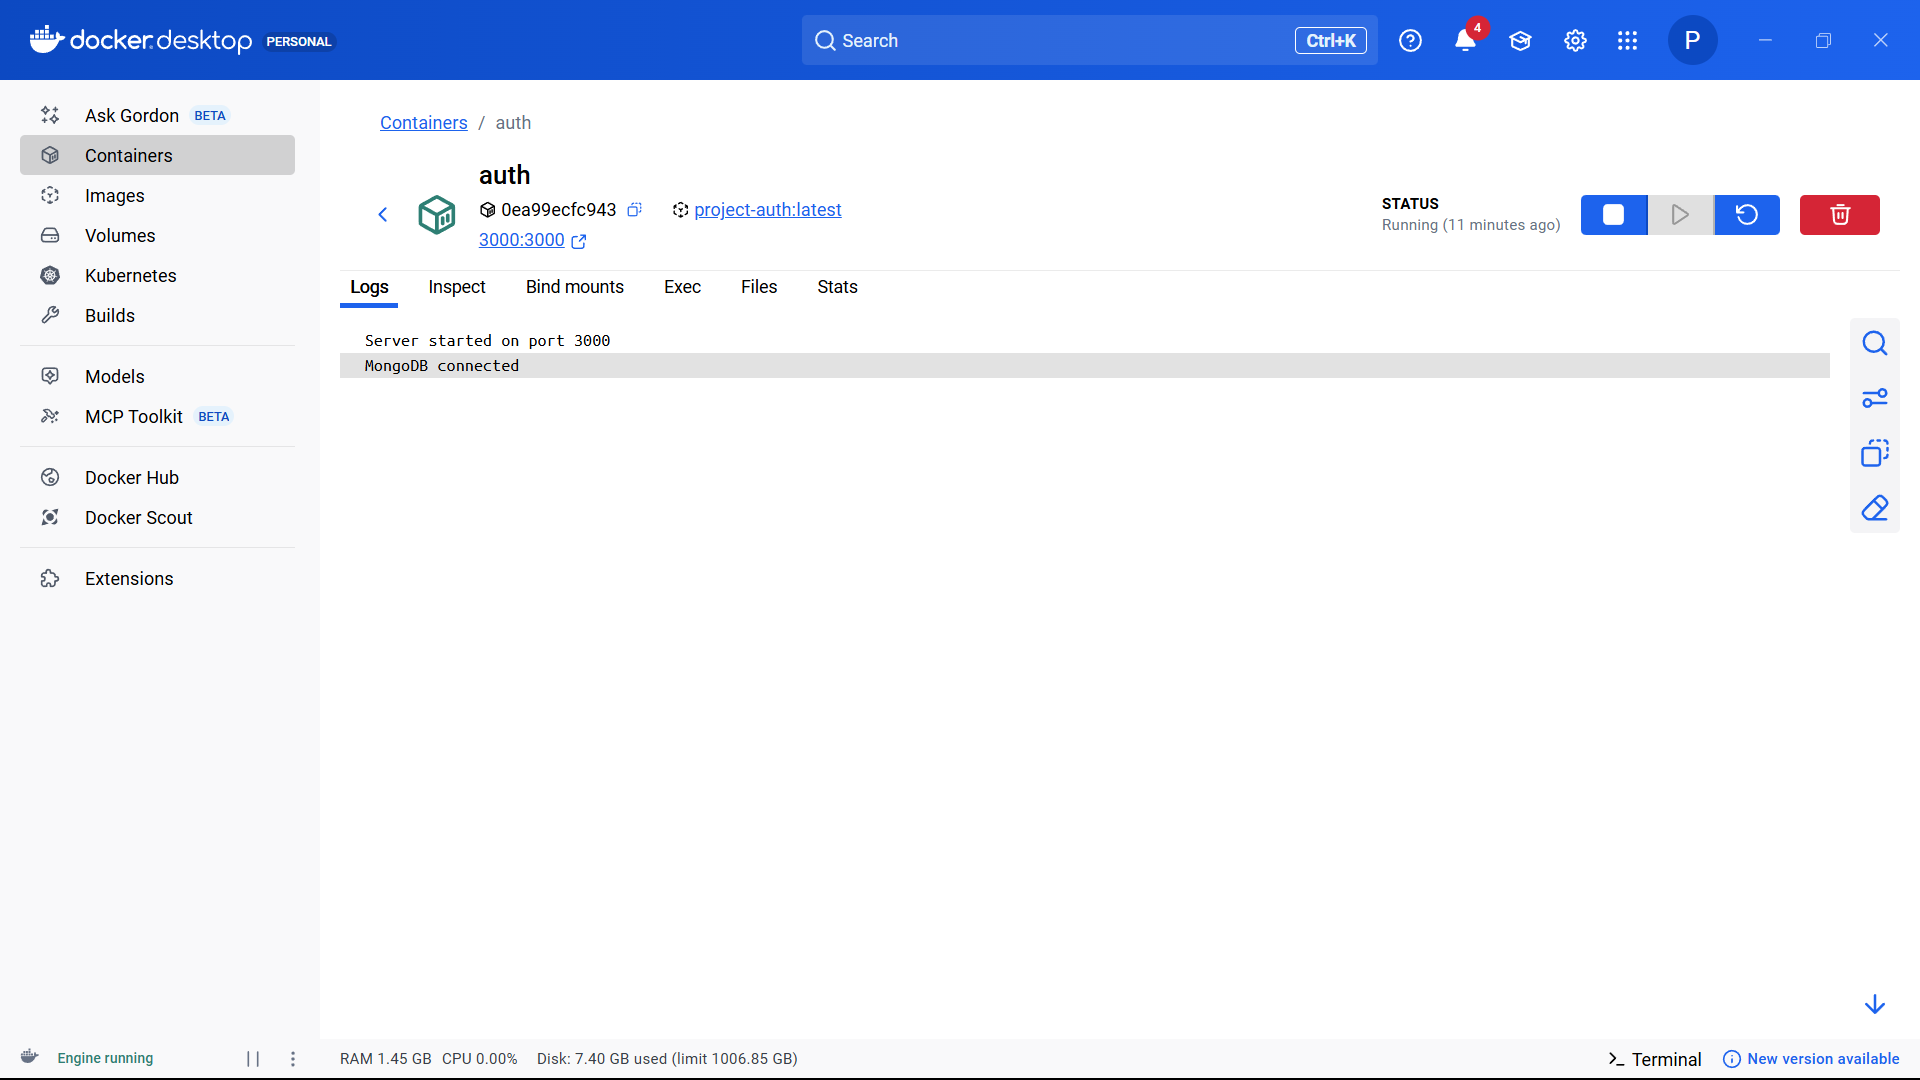 docker desktop PERSONAL
Search Ctrl+K
4
P
Ask Gordon BETA
Containers
Images
Volumes
Kubernetes
Builds
Models
MCP Toolkit BETA
Docker Hub
Docker Scout
Extensions
Containers / auth
auth
0ea99ecfc943 project-auth:latest
3000:3000
STATUS
Running (11 minutes ago)
Logs Inspect Bind mounts Exec Files Stats
Server started on port 3000
MongoDB connected
Engine running
RAM 1.45 GB CPU 0.00% Disk: 7.40 GB used (limit 1006.85 GB)
Terminal
New version available